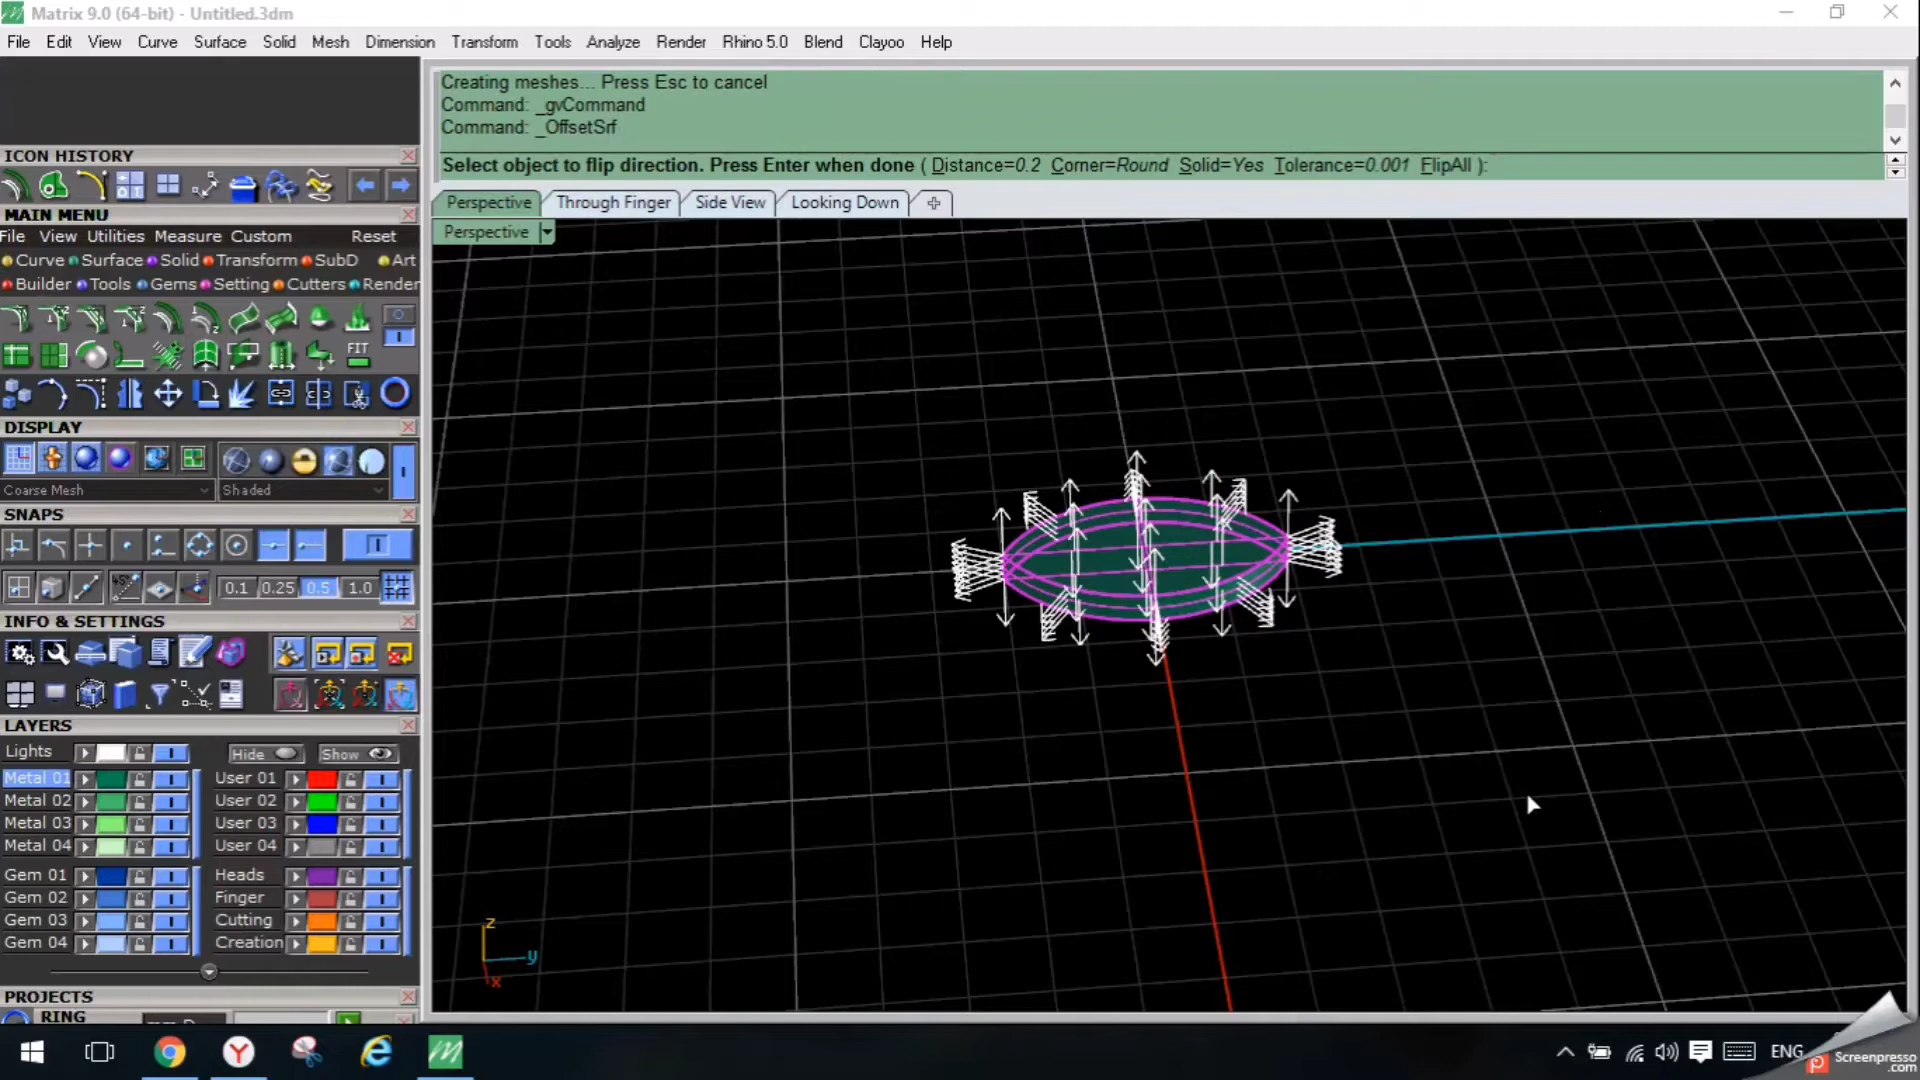 Matrix 9.0 (64-bit) - Untitled.3dm
File Edit View Curve Surface Solid Mesh Dimension Transform Tools Analyze Render Rhino 5.0 Blend Clayoo Help
Creating meshes... Press Esc to cancel
Command: _gvCommand
Command: _OffsetSrf
Select object to flip direction. Press Enter when done ( Distance=0.2 Corner=Round Solid=Yes Tolerance=0.001 FlipAll ):
Perspective Through Finger Side View Looking Down
Perspective
ICON HISTORY
MAIN MENU
File View Utilities Measure Custom Reset
Curve Surface Solid Transform SubD Art
Builder Tools Gems Setting Cutters Render
FIT
DISPLAY
Coarse Mesh Shaded
SNAPS
45°
0.1 0.25 0.5 1.0
INFO & SETTINGS
LAYERS
Lights Hide Show
Metal 01 User 01
Metal 02 User 02
Metal 03 User 03
Metal 04 User 04
Gem 01 Heads
Gem 02 Finger
Gem 03 Cutting
Gem 04 Creation
PROJECTS
RING
z
y
x
ENG
Screenpresso
.com